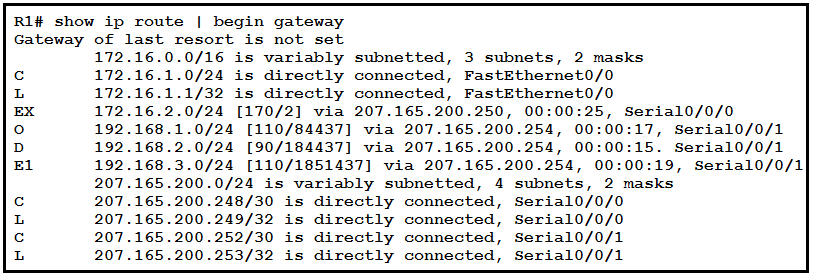 R1# show ip route | begin gateway
Gateway of last resort is not set
172.16.0.0/16 is variably subnetted, 3 subnets, 2 masks
C 172.16.1.0/24 is directly connected, FastEthernet0/0
L 172.16.1.1/32 is directly connected, FastEthernet0/0
EX 172.16.2.0/24 [170/2] via 207.165.200.250, 00:00:25, Serial0/0/0
O 192.168.1.0/24 [110/84437] via 207.165.200.254, 00:00:17, Serial0/0/1
D 192.168.2.0/24 [90/184437] via 207.165.200.254, 00:00:15. Serial0/0/1
E1 192.168.3.0/24 [110/1851437] via 207.165.200.254, 00:00:19, Serial0/0/1
207.165.200.0/24 is variably subnetted, 4 subnets, 2 masks
C 207.165.200.248/30 is directly connected, Serial0/0/0
L 207.165.200.249/32 is directly connected, Serial0/0/0
C 207.165.200.252/30 is directly connected, Serial0/0/1
L 207.165.200.253/32 is directly connected, Serial0/0/1